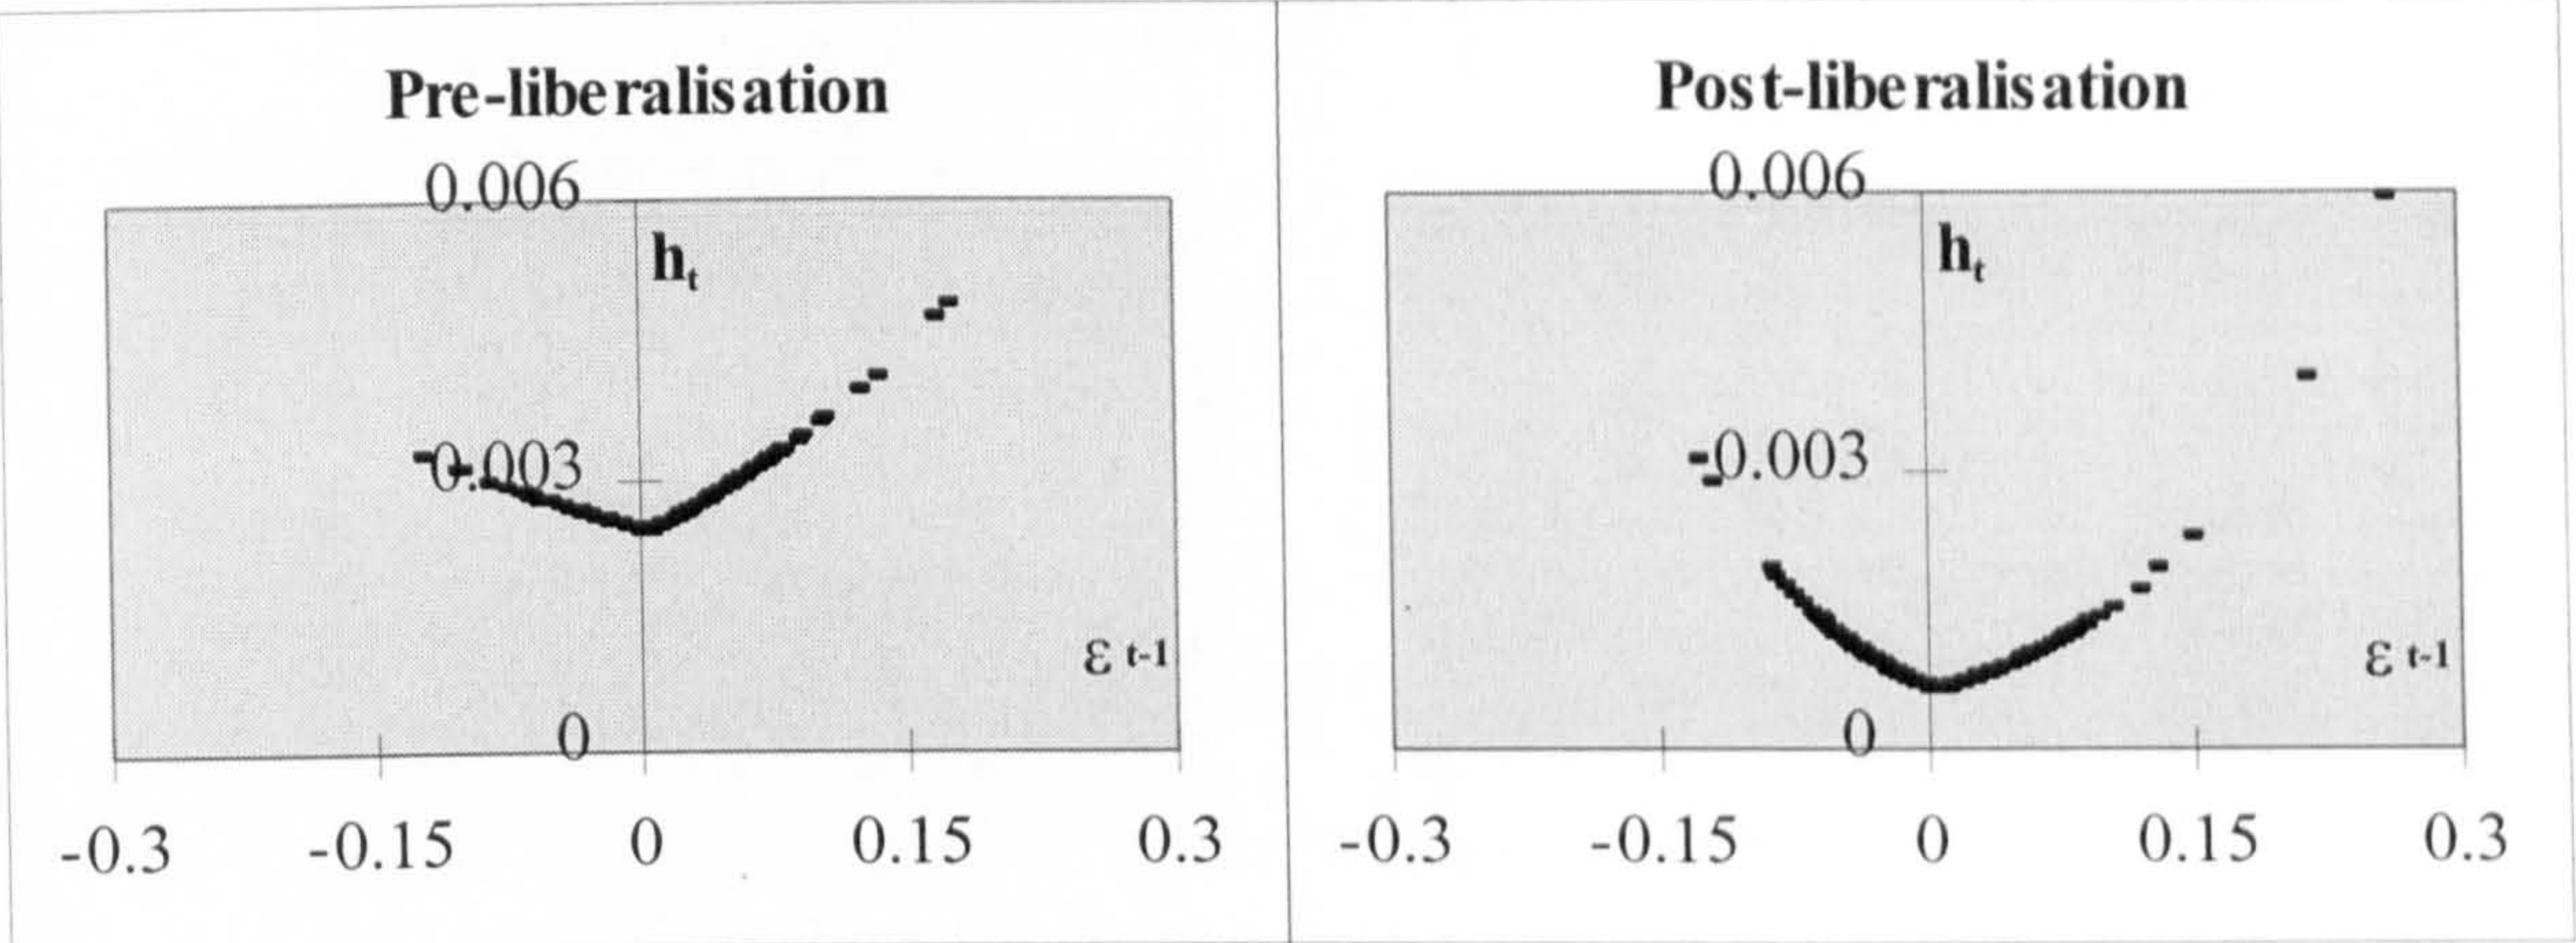 Pre-liberalisation
0.006
h_t
0.003
ε t-1
0
-0.3 -0.15 0 0.15 0.3
Post-liberalisation
0.006
h_t
0.003
ε t-1
0
-0.3 -0.15 0 0.15 0.3